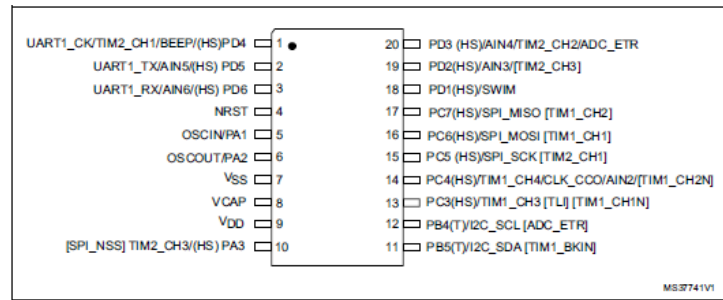 UART1_CK/TIM2_CH1/BEEP/(HS)PD4 1 20 PD3 (HS)/AIN4/TIM2_CH2/ADC_ETR
UART1_TX/AIN5/(HS) PD5 2 19 PD2(HS)/AIN3/[TIM2_CH3]
UART1_RX/AIN6/(HS) PD6 3 18 PD1(HS)/SWIM
NRST 4 17 PC7(HS)/SPI_MISO [TIM1_CH2]
OSCIN/PA1 5 16 PC6(HS)/SPI_MOSI [TIM1_CH1]
OSCOUT/PA2 6 15 PC5 (HS)/SPI_SCK [TIM2_CH1]
VSS 7 14 PC4(HS)/TIM1_CH4/CLK_CCO/AIN2/[TIM1_CH2N]
VCAP 8 13 PC3(HS)/TIM1_CH3 [TLI] [TIM1_CH1N]
VDD 9 12 PB4(T)/I2C_SCL [ADC_ETR]
[SPI_NSS] TIM2_CH3/(HS) PA3 10 11 PB5(T)/I2C_SDA [TIM1_BKIN]
MS37741V1